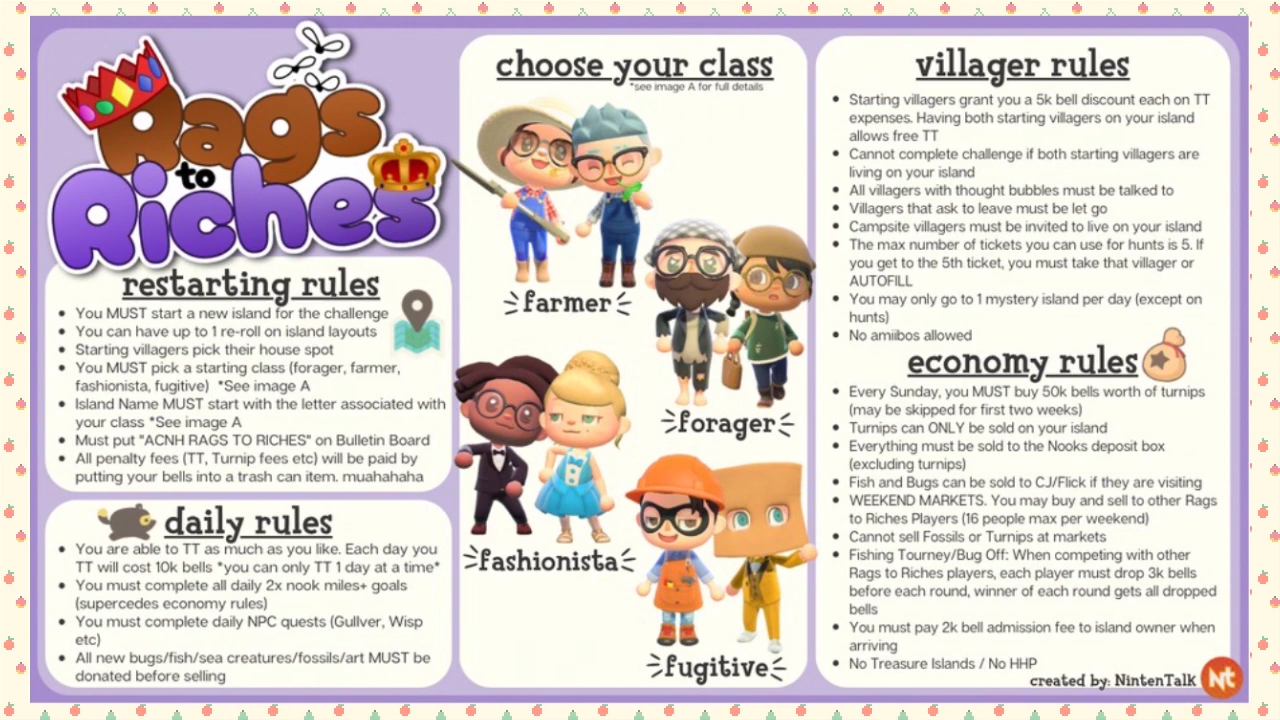 Rags
to
Riches
restarting rules
• You MUST start a new island for the challenge
• You can have up to 1 re-roll on island layouts
• Starting villagers pick their house spot
• You MUST pick a starting class (forager, farmer,
fashionista, fugitive) *See image A
• Island Name MUST start with the letter associated with
your class *See image A
• Must put "ACNH RAGS TO RICHES" on Bulletin Board
• All penalty fees (TT, Turnip fees etc) will be paid by
putting your bells into a trash can item. muahahaha
daily rules
• You are able to TT as much as you like. Each day you
TT will cost 10k bells *you can only TT 1 day at a time*
• You must complete all daily 2x nook miles+ goals
(supercedes economy rules)
• You must complete daily NPC quests (Gullver, Wisp
etc)
• All new bugs/fish/sea creatures/fossils/art MUST be
donated before selling
choose your class
*see image A for full details
farmer
forager
fashionista
fugitive
villager rules
• Starting villagers grant you a 5k bell discount each on TT
expenses. Having both starting villagers on your island
allows free TT
• Cannot complete challenge if both starting villagers are
living on your island
• All villagers with thought bubbles must be talked to
• Villagers that ask to leave must be let go
• Campsite villagers must be invited to live on your island
• The max number of tickets you can use for hunts is 5. If
you get to the 5th ticket, you must take that villager or
AUTOFILL
• You may only go to 1 mystery island per day (except on
hunts)
• No amiibos allowed
economy rules
• Every Sunday, you MUST buy 50k bells worth of turnips
(may be skipped for first two weeks)
• Turnips can ONLY be sold on your island
• Everything must be sold to the Nooks deposit box
(excluding turnips)
• Fish and Bugs can be sold to CJ/Flick if they are visiting
• WEEKEND MARKETS. You may buy and sell to other Rags
to Riches Players (16 people max per weekend)
• Cannot sell Fossils or Turnips at markets
• Fishing Tourney/Bug Off: When competing with other
Rags to Riches players, each player must drop 3k bells
before each round, winner of each round gets all dropped
bells
• You must pay 2k bell admission fee to island owner when
arriving
• No Treasure Islands / No HHP
created by: NintenTalk
Nt